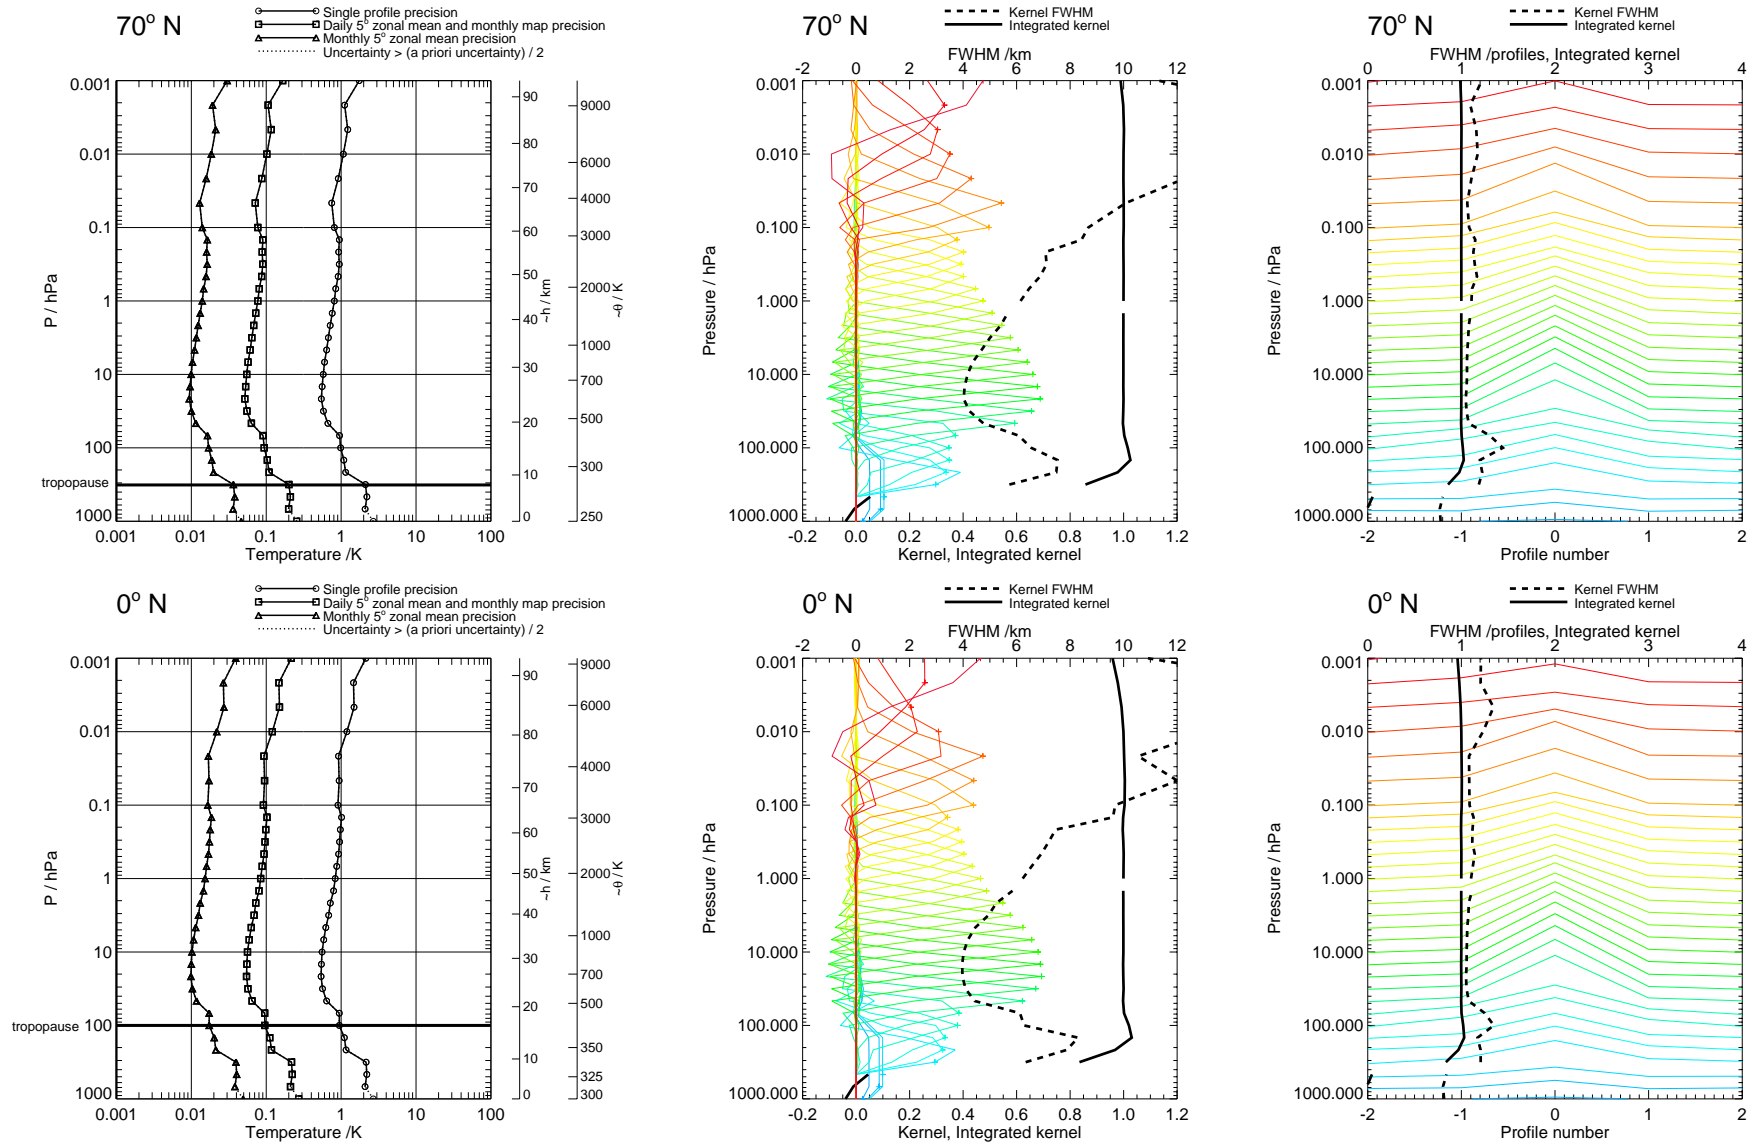 70° N
Single profile precision
Daily 5° zonal mean and monthly map precision
Monthly 5° zonal mean precision
Uncertainty > (a priori uncertainty) / 2
0.001
0.01
0.1
1
10
100
tropopause
1000
P / hPa
0.001 0.01 0.1 1 10 100
Temperature /K
90
80
70
60
50
40
30
20
10
0
~h / km
9000
6000
4000
3000
2000
1000
700
500
300
250
~θ / K
70° N
Kernel FWHM
Integrated kernel
FWHM /km
-2 0 2 4 6 8 10 12
0.001
0.010
0.100
1.000
10.000
100.000
1000.000
Pressure / hPa
-0.2 0.0 0.2 0.4 0.6 0.8 1.0 1.2
Kernel, Integrated kernel
70° N
Kernel FWHM
Integrated kernel
FWHM /profiles, Integrated kernel
0 1 2 3 4
0.001
0.010
0.100
1.000
10.000
100.000
1000.000
Pressure / hPa
-2 -1 0 1 2
Profile number
0° N
Single profile precision
Daily 5° zonal mean and monthly map precision
Monthly 5° zonal mean precision
Uncertainty > (a priori uncertainty) / 2
0.001
0.01
0.1
1
10
tropopause 100
1000
P / hPa
0.001 0.01 0.1 1 10 100
Temperature /K
90
80
70
60
50
40
30
20
10
0
~h / km
9000
6000
4000
3000
2000
1000
700
500
350
325
300
~θ / K
0° N
Kernel FWHM
Integrated kernel
FWHM /km
-2 0 2 4 6 8 10 12
0.001
0.010
0.100
1.000
10.000
100.000
1000.000
Pressure / hPa
-0.2 0.0 0.2 0.4 0.6 0.8 1.0 1.2
Kernel, Integrated kernel
0° N
Kernel FWHM
Integrated kernel
FWHM /profiles, Integrated kernel
0 1 2 3 4
0.001
0.010
0.100
1.000
10.000
100.000
1000.000
Pressure / hPa
-2 -1 0 1 2
Profile number